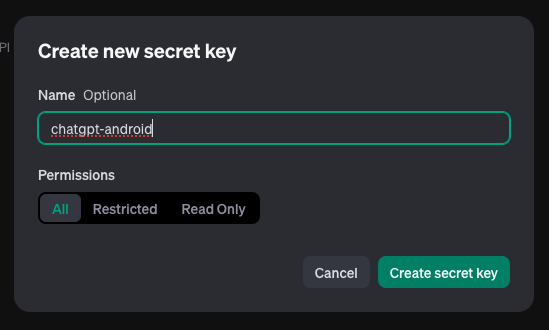 PI
Create new secret key
Name Optional
chatgpt-android
Permissions
All Restricted Read Only
Cancel Create secret key